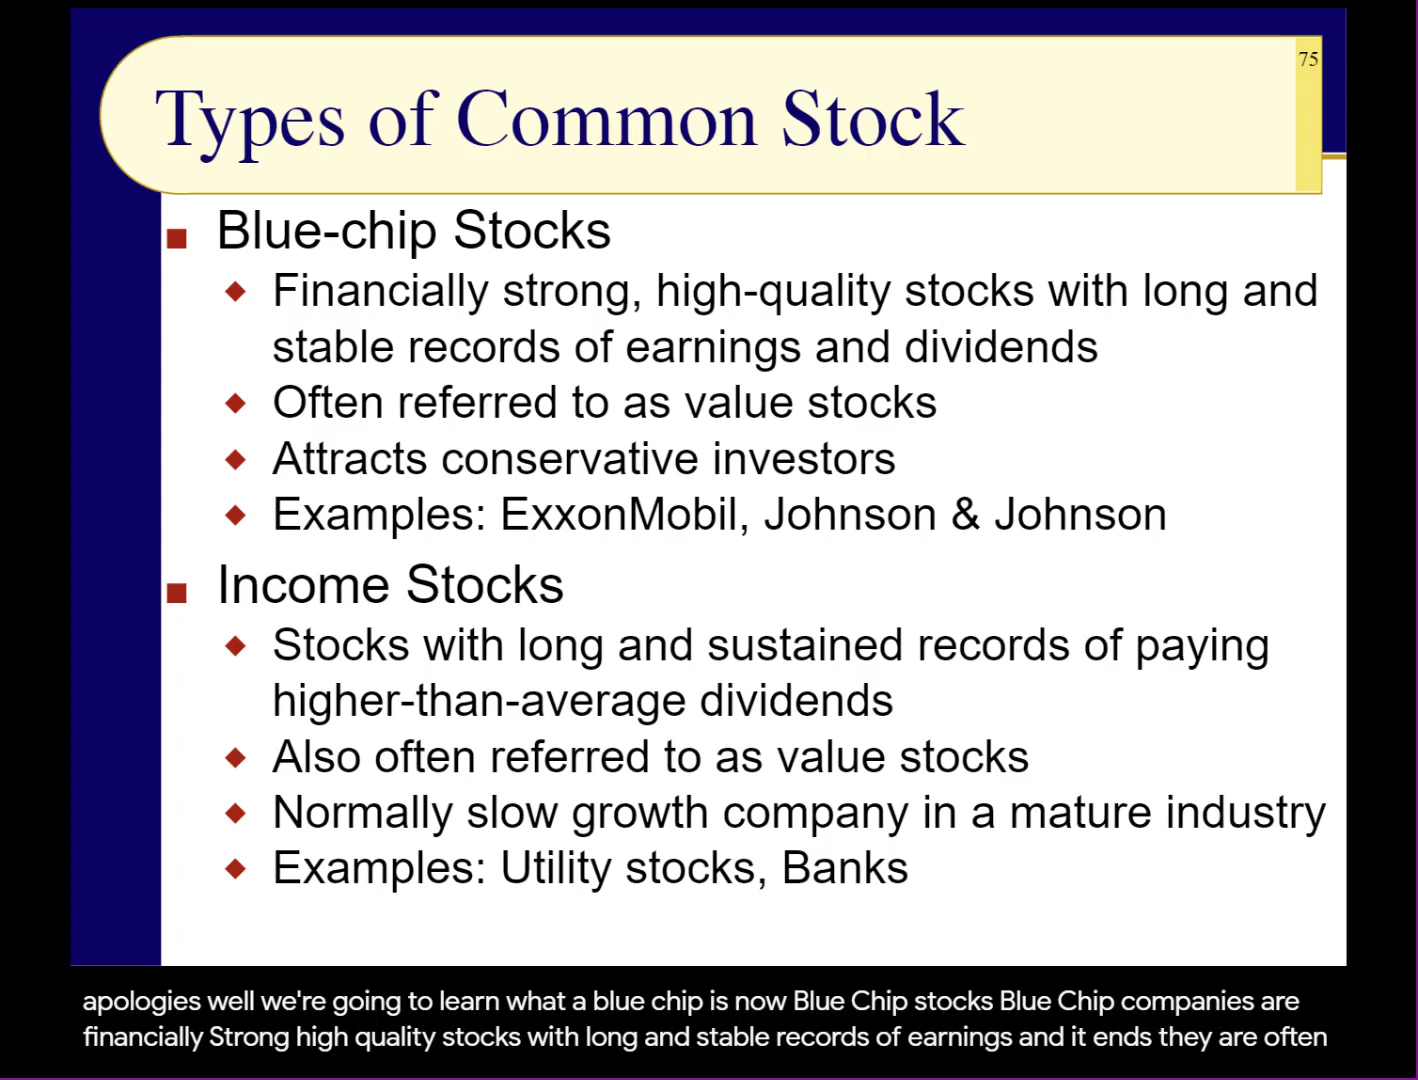 75
Types of Common Stock
Blue-chip Stocks
Financially strong, high-quality stocks with long and
stable records of earnings and dividends
Often referred to as value stocks
Attracts conservative investors
Examples: ExxonMobil, Johnson & Johnson
Income Stocks
Stocks with long and sustained records of paying
higher-than-average dividends
Also often referred to as value stocks
Normally slow growth company in a mature industry
Examples: Utility stocks, Banks
apologies well we're going to learn what a blue chip is now Blue Chip stocks Blue Chip companies are
financially Strong high quality stocks with long and stable records of earnings and it ends they are often